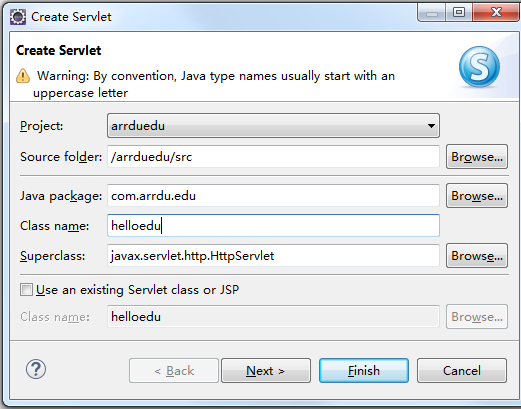 Create Servlet
Create Servlet
Warning: By convention, Java type names usually start with an
uppercase letter
Project: arrduedu
Source folder: /arrduedu/src Browse...
Java package: com.arrdu.edu Browse...
Class name: helloedu
Superclass: javax.servlet.http.HttpServlet Browse...
Use an existing Servlet class or JSP
Class name: helloedu Browse...
? < Back Next > Finish Cancel